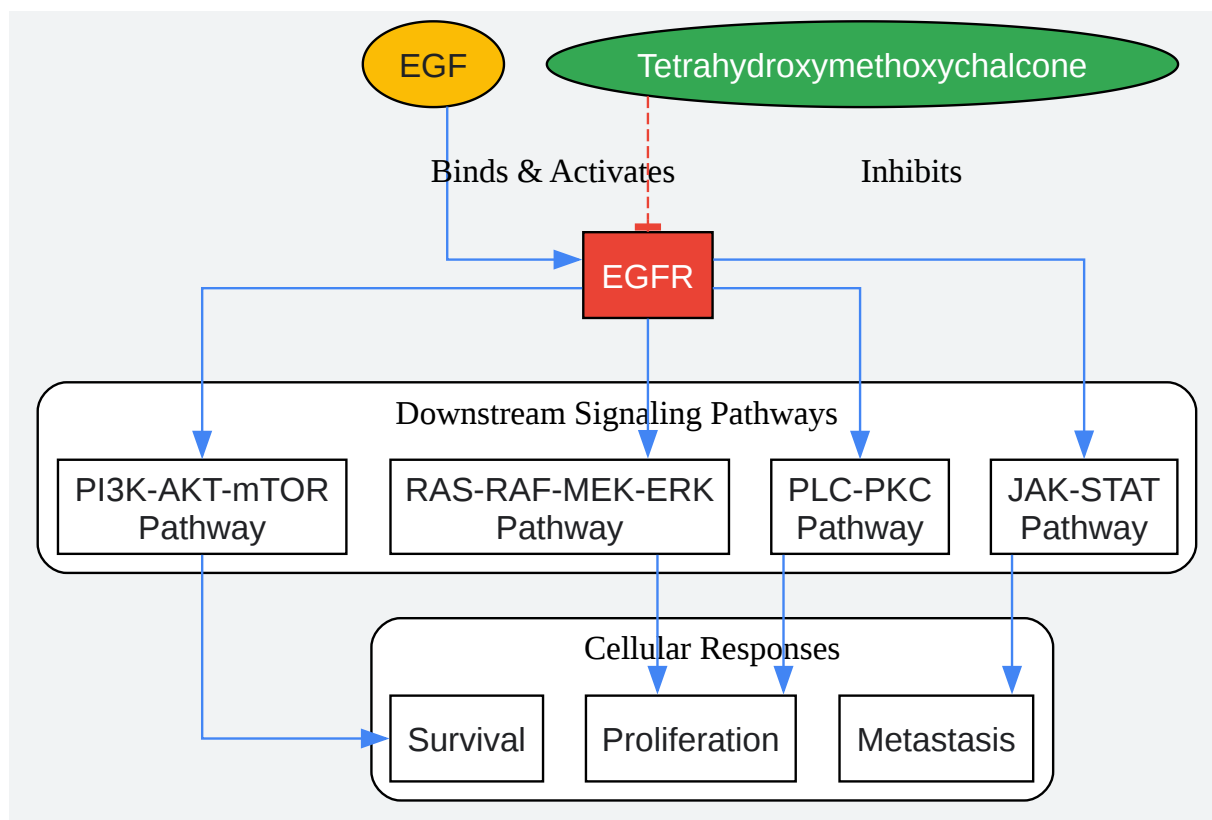 EGF
Tetrahydroxymethoxychalcone
Binds & Activates
Inhibits
EGFR
Downstream Signaling Pathways
PI3K-AKT-mTOR
Pathway
RAS-RAF-MEK-ERK
Pathway
PLC-PKC
Pathway
JAK-STAT
Pathway
Cellular Responses
Survival
Proliferation
Metastasis